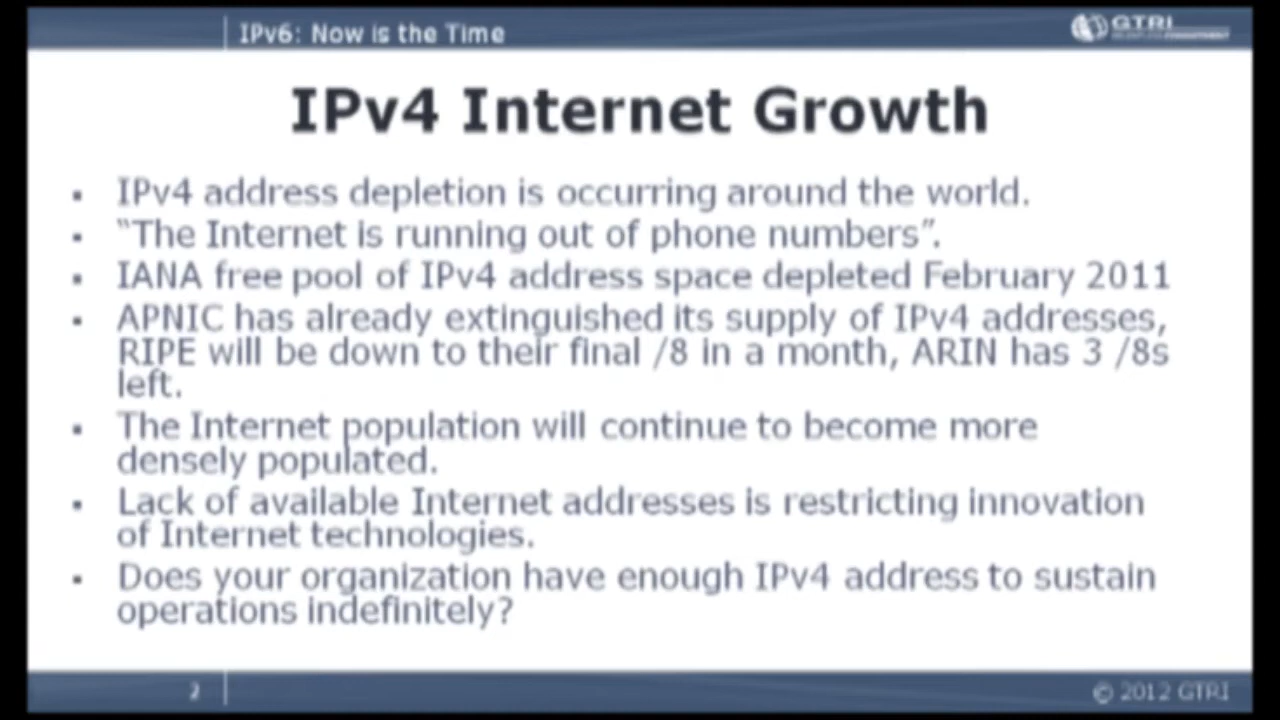 IPv6: Now is the Time
GTRI
IPv4 Internet Growth
▪ IPv4 address depletion is occurring around the world.
▪ “The Internet is running out of phone numbers”.
▪ IANA free pool of IPv4 address space depleted February 2011
▪ APNIC has already extinguished its supply of IPv4 addresses,
RIPE will be down to their final /8 in a month, ARIN has 3 /8s
left.
▪ The Internet population will continue to become more
densely populated.
▪ Lack of available Internet addresses is restricting innovation
of Internet technologies.
▪ Does your organization have enough IPv4 address to sustain
operations indefinitely?
2
© 2012 GTRI